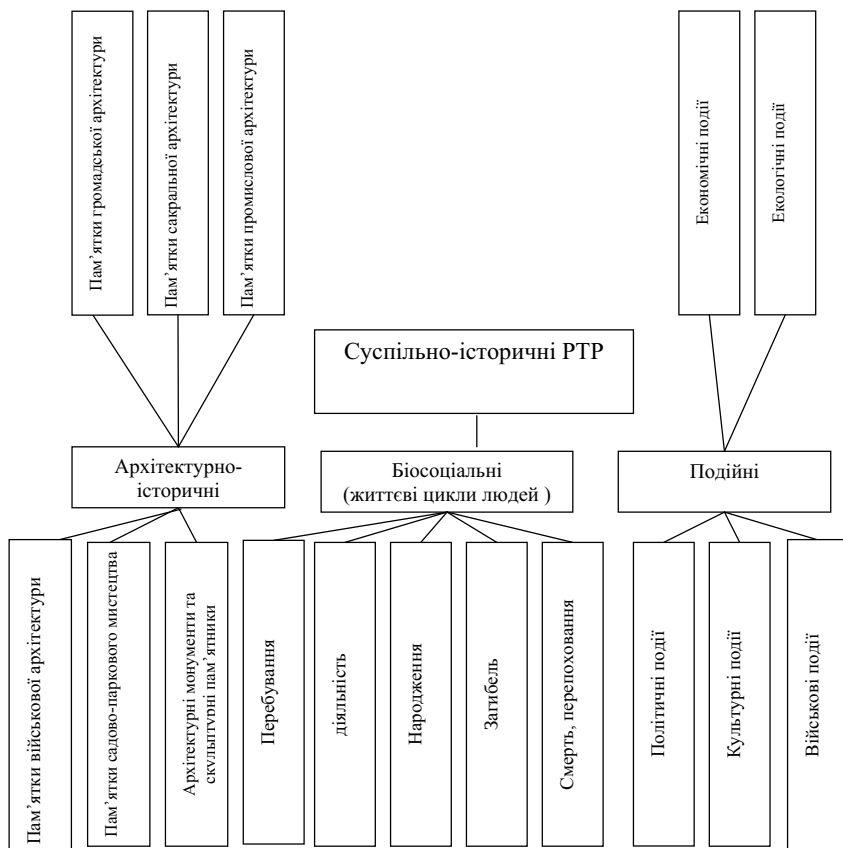 Пам’ятки громадської архітектури
Пам’ятки сакральної архітектури
Пам’ятки промислової архітектури
Економічні події
Екологічні події
Суспільно-історичні РТР
Архітектурно-
історичні
Біосоціальні
(життєві цикли людей )
Подійні
Пам’ятки військової архітектури
Пам’ятки садово-паркового мистецтва
Архітектурні монументи та
скульптурні пам’ятники
Перебування
діяльність
Народження
Загибель
Смерть, перепоховання
Політичні події
Культурні події
Військові події